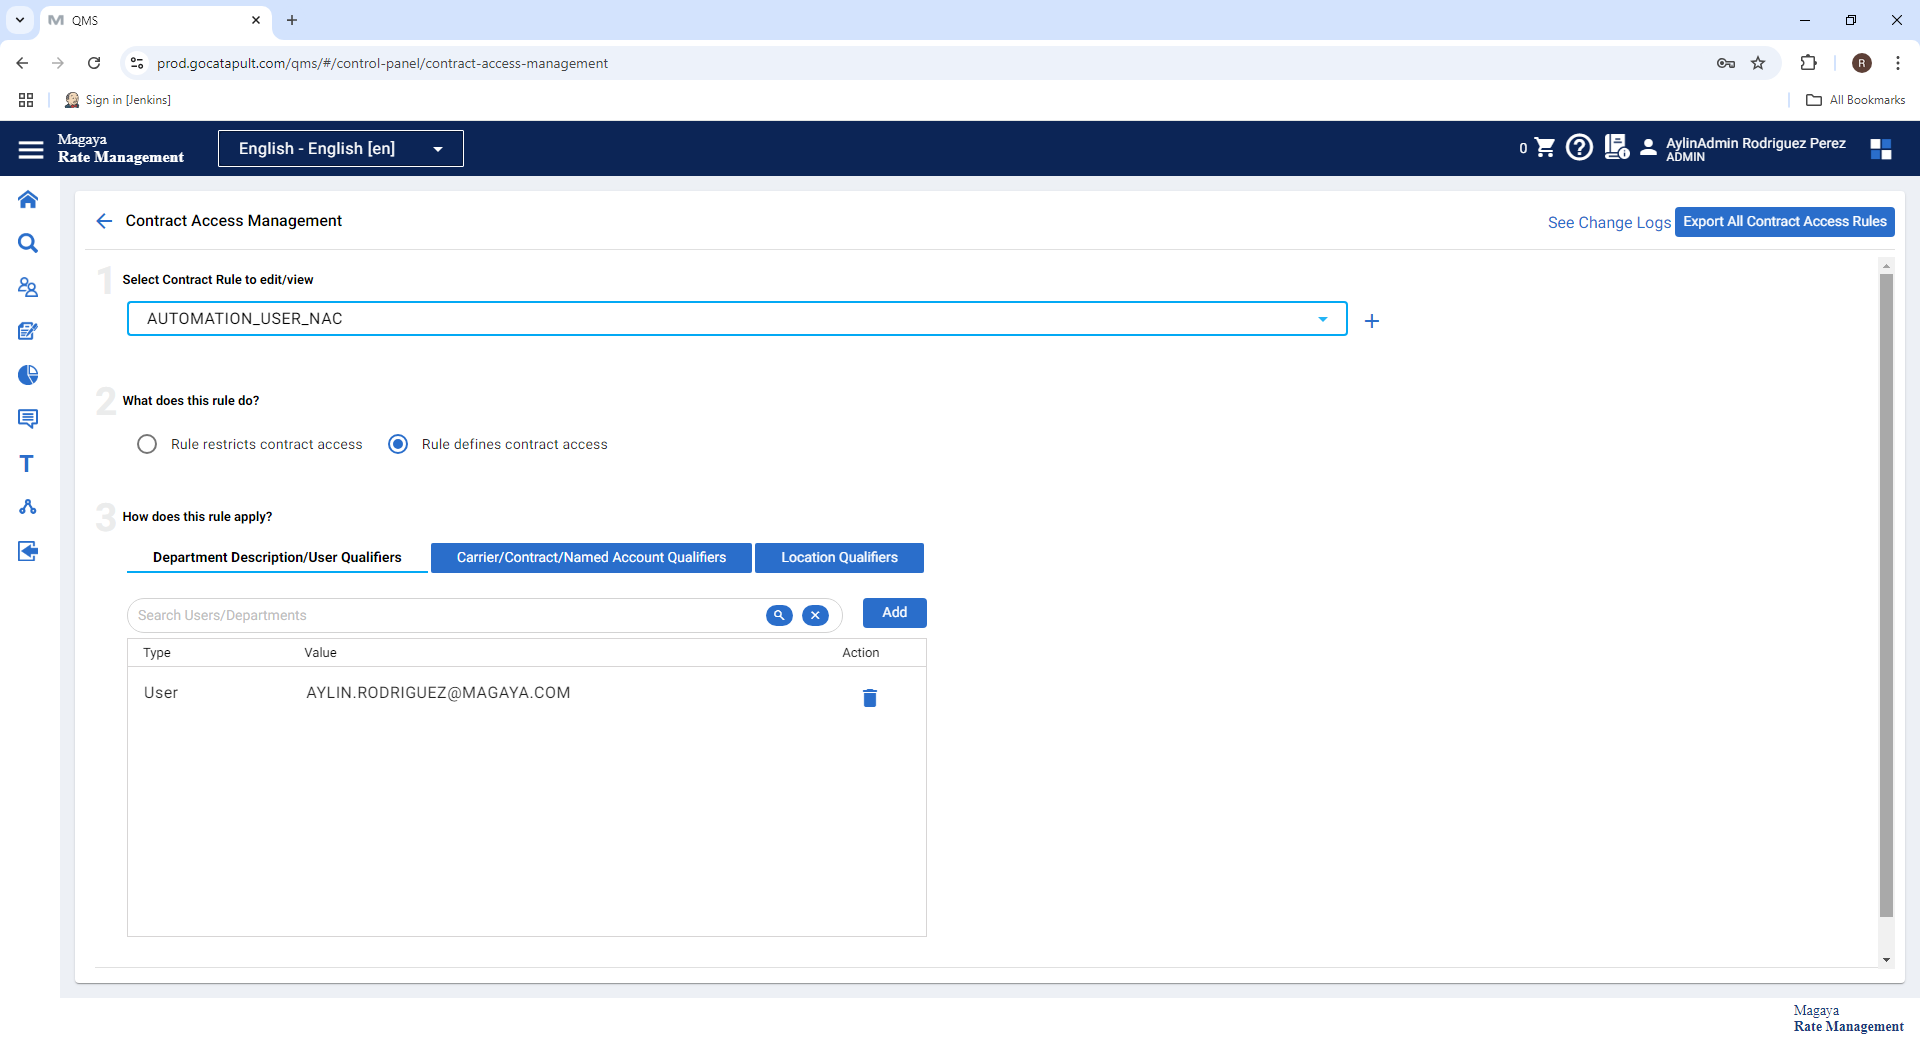 QMS
prod.gocatapult.com/qms/#/control-panel/contract-access-management
R
Sign in [Jenkins]
All Bookmarks
Magaya
Rate Management
English - English [en]
0
AylinAdmin Rodriguez Perez
ADMIN
Contract Access Management
See Change Logs
Export All Contract Access Rules
1 Select Contract Rule to edit/view
AUTOMATION_USER_NAC
2 What does this rule do?
Rule restricts contract access
Rule defines contract access
3 How does this rule apply?
Department Description/User Qualifiers
Carrier/Contract/Named Account Qualifiers
Location Qualifiers
Search Users/Departments
Add
Type Value Action
User AYLIN.RODRIGUEZ@MAGAYA.COM
Magaya
Rate Management